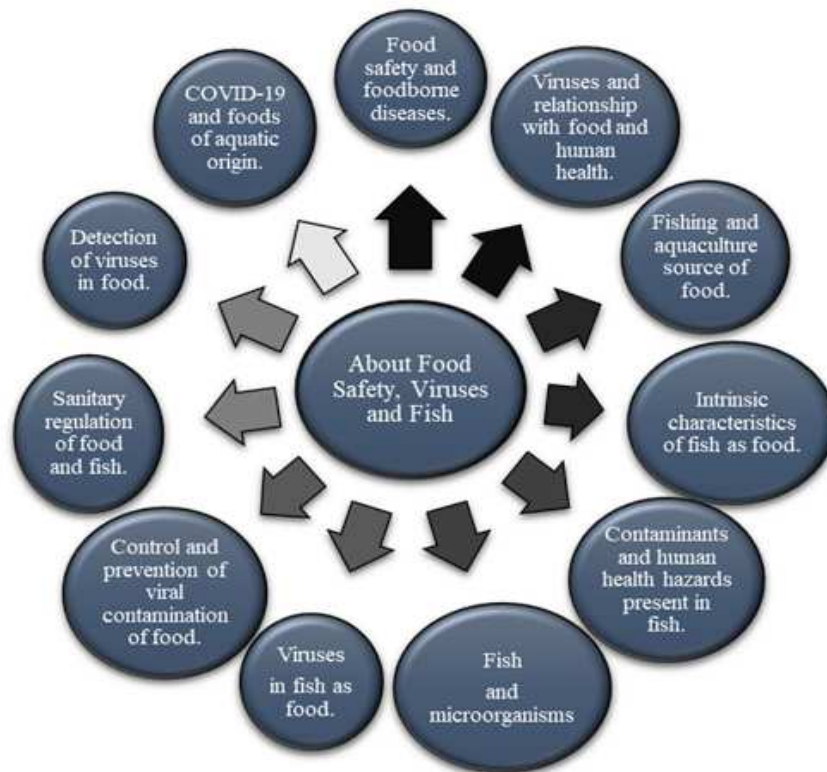 Food
safety and
foodborne
diseases.
Viruses and
relationship
with food and
human
health.
Fishing and
aquaculture
source of
food.
Intrinsic
characteristics
of fish as food.
Contaminants
and human
health hazards
present in
fish.
Fish
and
microorganisms
Viruses
in fish as
food.
Control and
prevention of
viral
contamination
of food.
Sanitary
regulation
of food
and fish.
Detection
of viruses
in food.
COVID-19
and foods
of aquatic
origin.
About Food
Safety, Viruses
and Fish